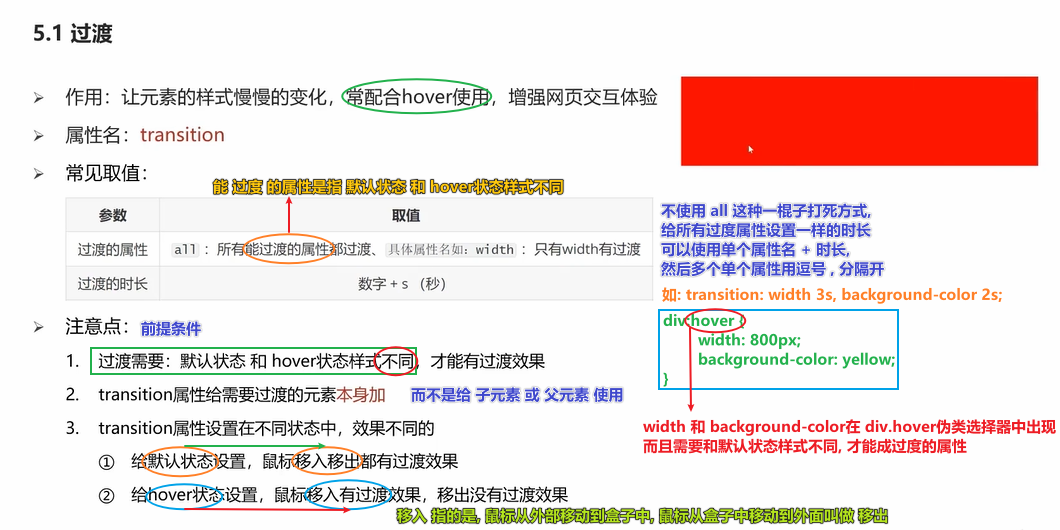 5.1 过渡
作用：让元素的样式慢慢的变化，常配合hover使用，增强网页交互体验
属性名：transition
常见取值：
能 过度 的属性是指 默认状态 和 hover状态样式不同
参数 取值
过渡的属性 all：所有能过渡的属性都过渡、具体属性名如：width：只有width有过渡
过渡的时长 数字 + s （秒）
不使用 all 这种一棍子打死方式,
给所有过度属性设置一样的时长
可以使用单个属性名 + 时长,
然后多个单个属性用逗号 , 分隔开
如: transition: width 3s, background-color 2s;
div:hover {
width: 800px;
background-color: yellow;
}
width 和 background-color在 div.hover伪类选择器中出现
而且需要和默认状态样式不同, 才能成过度的属性
注意点：前提条件
1. 过渡需要：默认状态 和 hover状态样式不同，才能有过渡效果
2. transition属性给需要过渡的元素本身加 而不是给 子元素 或 父元素 使用
3. transition属性设置在不同状态中，效果不同的
① 给默认状态设置，鼠标移入移出都有过渡效果
② 给hover状态设置，鼠标移入有过渡效果，移出没有过渡效果
移入 指的是, 鼠标从外部移动到盒子中, 鼠标从盒子中移动到外面叫做 移出